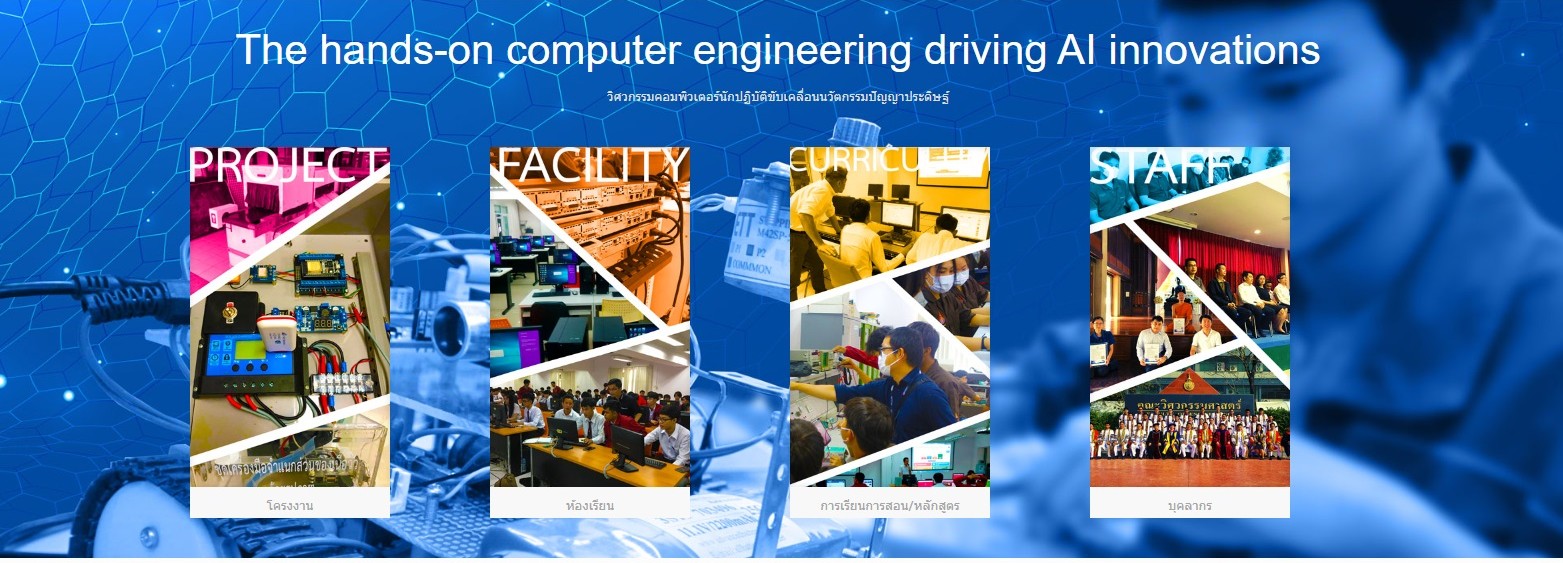 The hands-on computer engineering driving AI innovations
วิศวกรรมคอมพิวเตอร์นักปฏิบัติขับเคลื่อนนวัตกรรมปัญญาประดิษฐ์
PROJECT
FACILITY
CURRICULUM
STAFF
P2
COMMMON
คณะวิศวกรรมศาสตร์
โครงงาน
ห้องเรียน
การเรียนการสอน/หลักสูตร
บุคลากร